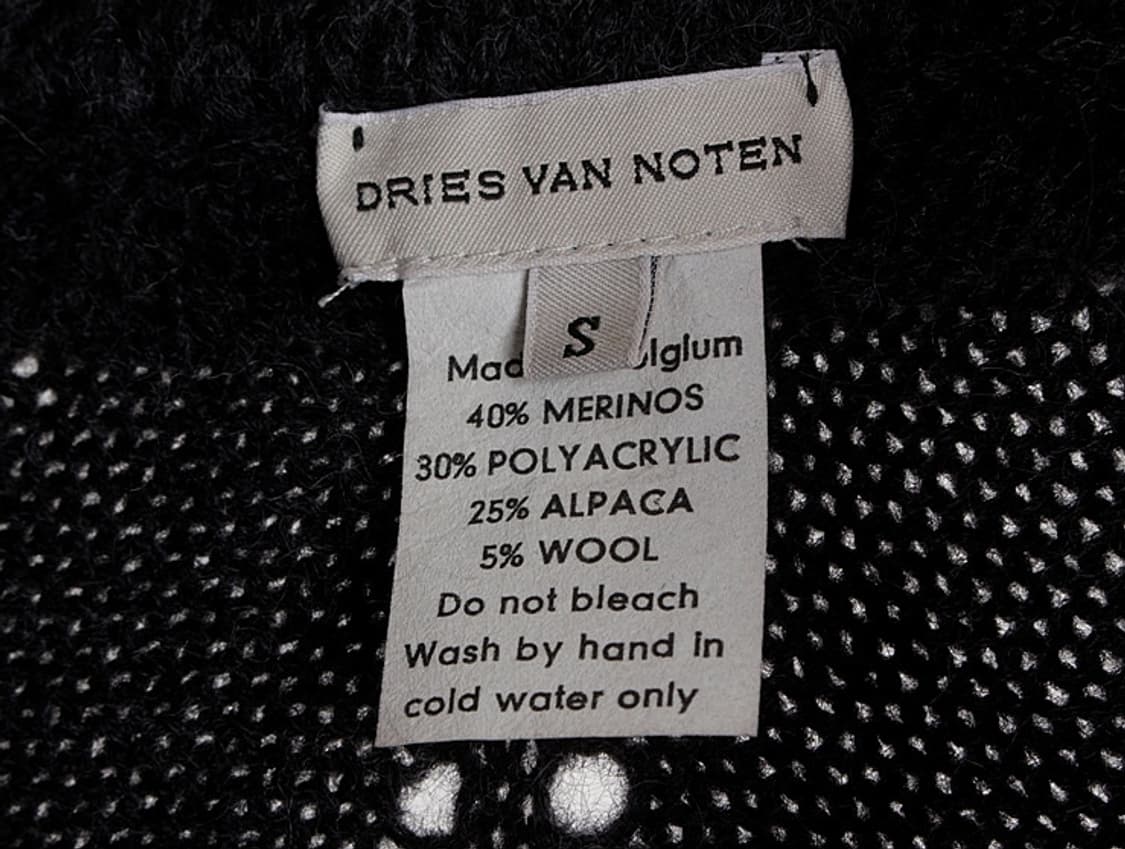 DRIES VAN NOTEN
S
Mad lgium
40% MERINOS
30% POLYACRYLIC
25% ALPACA
5% WOOL
Do not bleach
Wash by hand in
cold water only